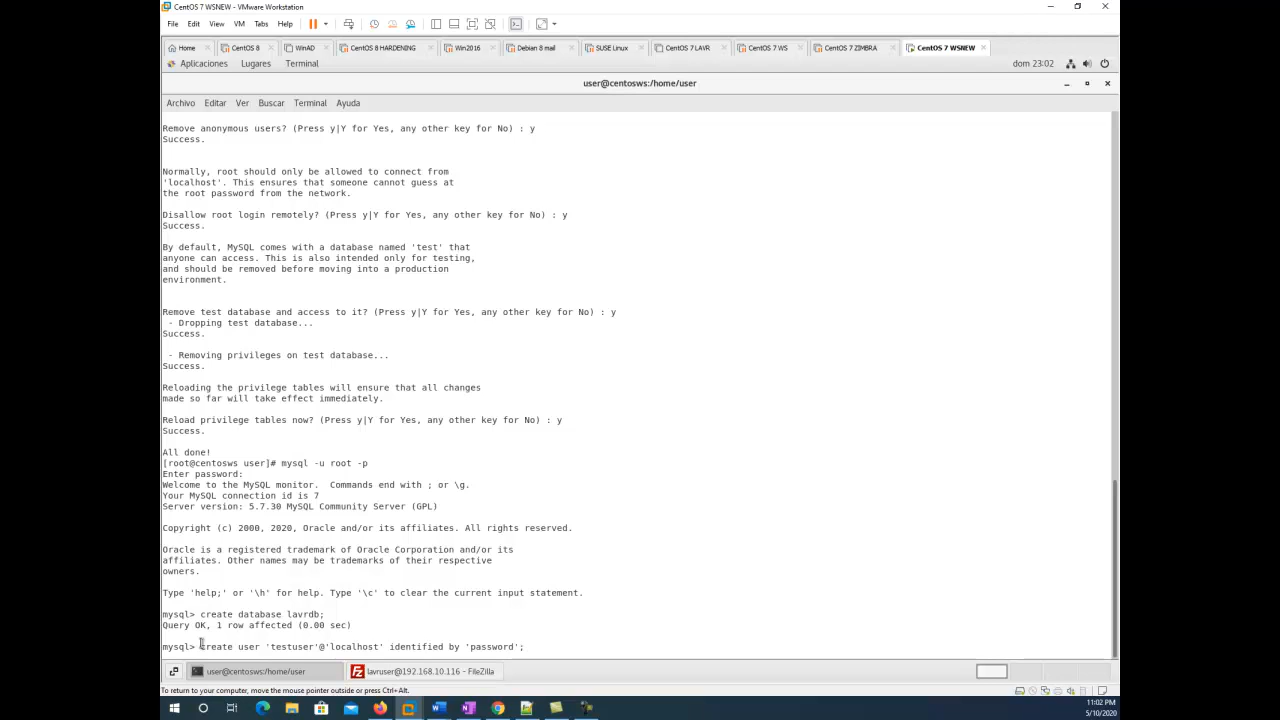 CentOS 7 WSNEW - VMware Workstation
File Edit View VM Tabs Help
Home CentOS 8 WinAD CentOS 8 HARDENING Win2016 Debian 8 mail SUSE Linux CentOS 7 LAVR CentOS 7 WS CentOS 7 ZIMBRA CentOS 7 WSNEW
Aplicaciones Lugares Terminal dom 23:02
user@centosws:/home/user
Archivo Editar Ver Buscar Terminal Ayuda
Remove anonymous users? (Press y|Y for Yes, any other key for No) : y
Success.
Normally, root should only be allowed to connect from
'localhost'. This ensures that someone cannot guess at
the root password from the network.
Disallow root login remotely? (Press y|Y for Yes, any other key for No) : y
Success.
By default, MySQL comes with a database named 'test' that
anyone can access. This is also intended only for testing,
and should be removed before moving into a production
environment.
Remove test database and access to it? (Press y|Y for Yes, any other key for No) : y
- Dropping test database...
Success.
- Removing privileges on test database...
Success.
Reloading the privilege tables will ensure that all changes
made so far will take effect immediately.
Reload privilege tables now? (Press y|Y for Yes, any other key for No) : y
Success.
All done!
[root@centosws user]# mysql -u root -p
Enter password:
Welcome to the MySQL monitor.  Commands end with ; or \g.
Your MySQL connection id is 7
Server version: 5.7.30 MySQL Community Server (GPL)
Copyright (c) 2000, 2020, Oracle and/or its affiliates. All rights reserved.
Oracle is a registered trademark of Oracle Corporation and/or its
affiliates. Other names may be trademarks of their respective
owners.
Type 'help;' or '\h' for help. Type '\c' to clear the current input statement.
mysql> create database lavrdb;
Query OK, 1 row affected (0.00 sec)
mysql> create user 'testuser'@'localhost' identified by 'password';
user@centosws:/home/user lavruser@192.168.10.116 - FileZilla
To return to your computer, move the mouse pointer outside or press Ctrl+Alt.
11:02 PM
5/10/2020